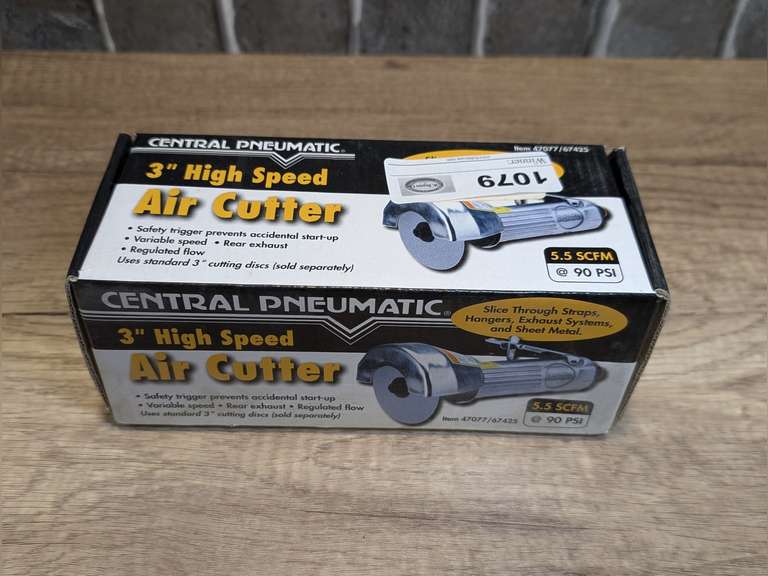 CENTRAL PNEUMATIC®
Item 47077/67425
3" High Speed
Air Cutter
• Safety trigger prevents accidental start-up
• Variable speed • Rear exhaust
• Regulated flow
Uses standard 3" cutting discs (sold separately)
Winner:
1079
5.5 SCFM
@ 90 PSI
CENTRAL PNEUMATIC®
3" High Speed
Air Cutter
Slice Through Straps,
Hangers, Exhaust Systems,
and Sheet Metal.
• Safety trigger prevents accidental start-up
• Variable speed • Rear exhaust • Regulated flow
Uses standard 3" cutting discs (sold separately)
Item 47077/67425
5.5 SCFM
@ 90 PSI